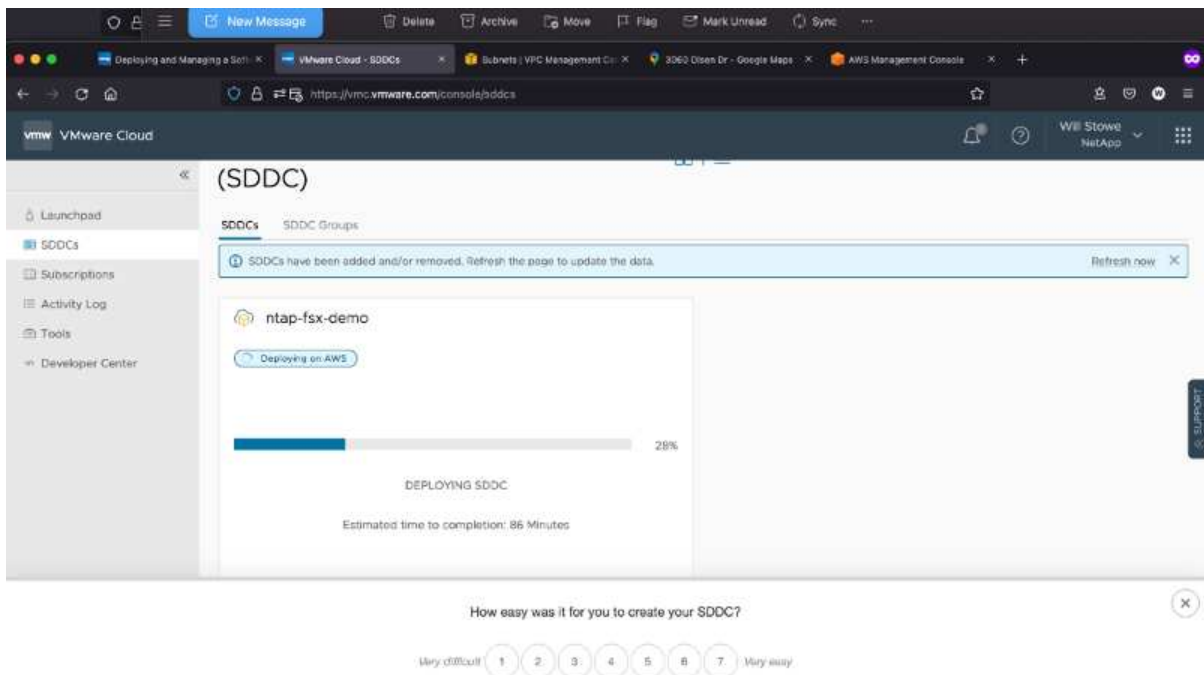 New Message Delete Archive Move Flag Mark Unread Sync ...
Deploying and Managing a Soft VMware Cloud - SDDCs Subnets | VPC Management Co 3060 Olsen Dr - Google Maps AWS Management Console
https://vmc.vmware.com/console/sddcs
vmw VMware Cloud
Will Stowe
NetApp
(SDDC)
Launchpad
SDDCs
Subscriptions
Activity Log
Tools
Developer Center
SDDCs SDDC Groups
SDDCs have been added and/or removed. Refresh the page to update the data. Refresh now
ntap-fsx-demo
Deploying on AWS
28%
DEPLOYING SDDC
Estimated time to completion: 86 Minutes
SUPPORT
How easy was it for you to create your SDDC?
Very difficult 1 2 3 4 5 6 7 Very easy